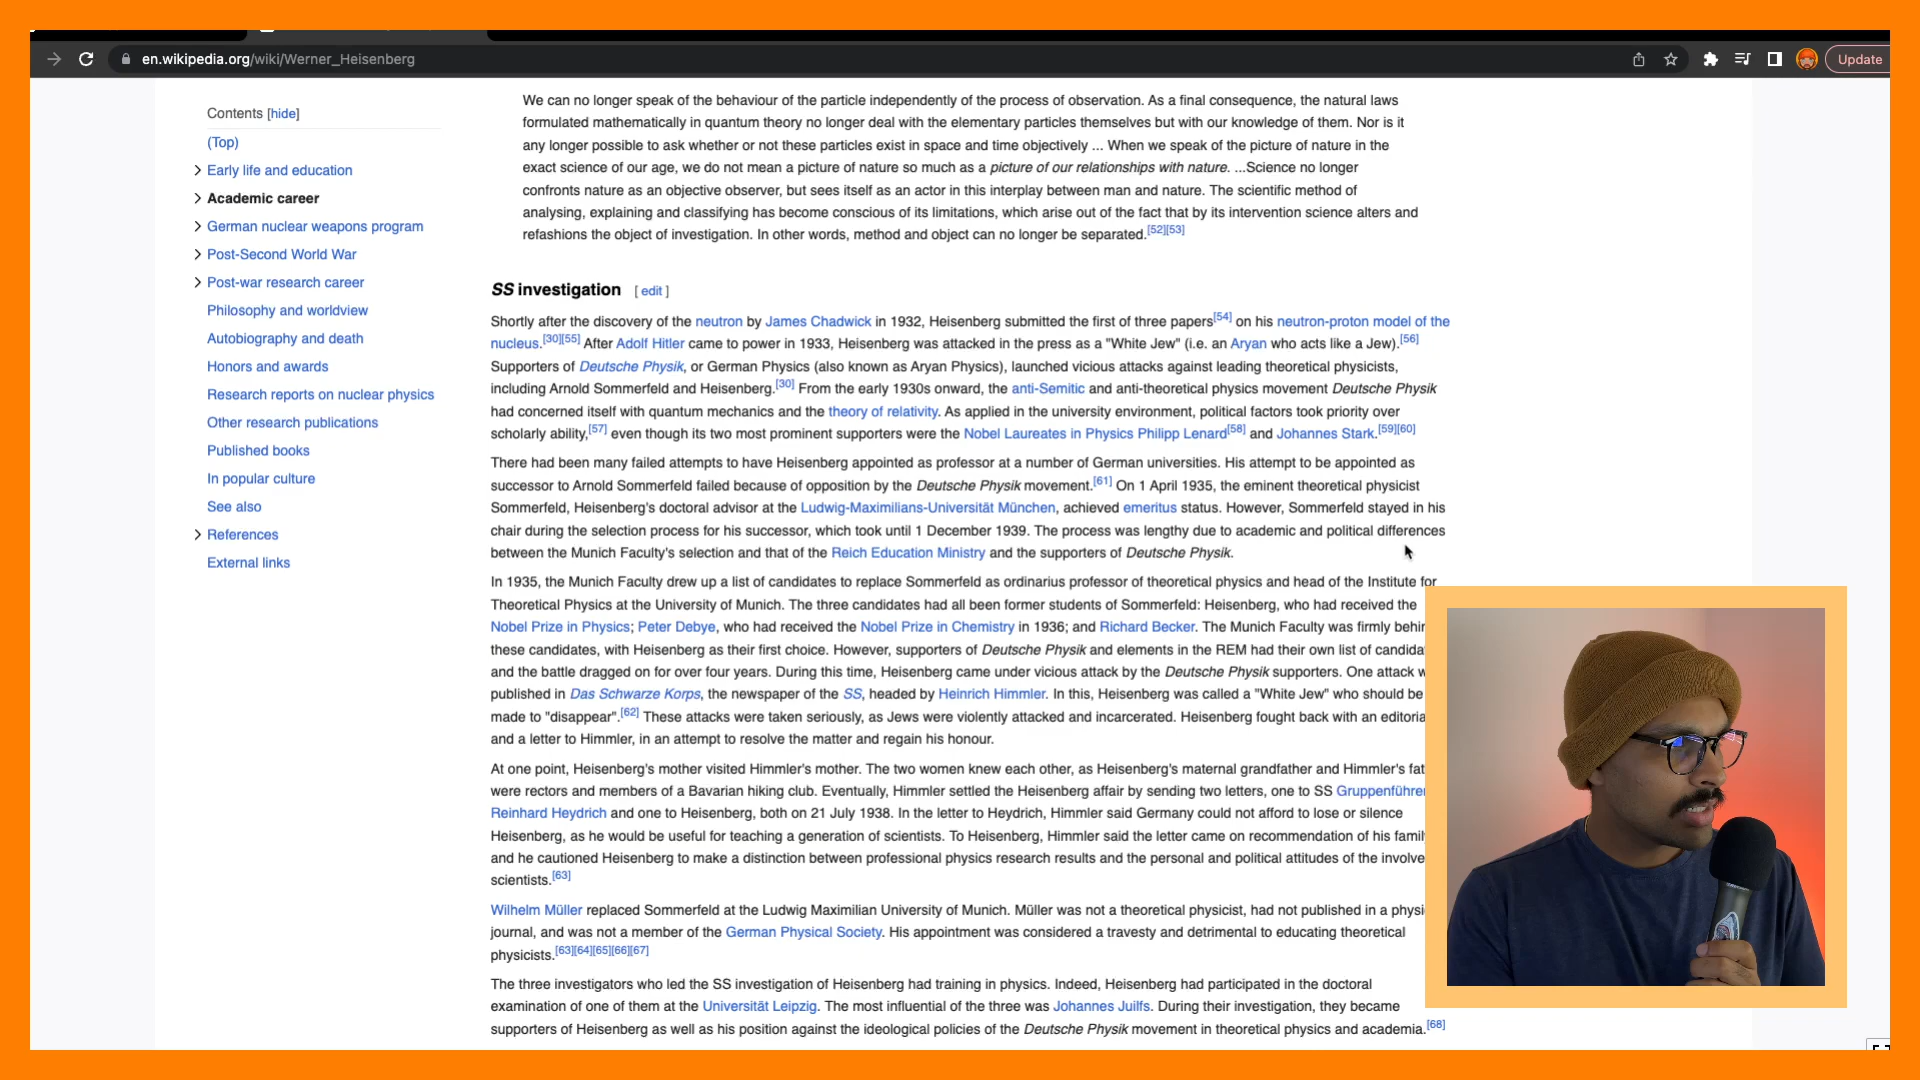 en.wikipedia.org/wiki/Werner_Heisenberg
Update
Contents [hide]
(Top)
Early life and education
Academic career
German nuclear weapons program
Post-Second World War
Post-war research career
Philosophy and worldview
Autobiography and death
Honors and awards
Research reports on nuclear physics
Other research publications
Published books
In popular culture
See also
References
External links
We can no longer speak of the behaviour of the particle independently of the process of observation. As a final consequence, the natural laws
formulated mathematically in quantum theory no longer deal with the elementary particles themselves but with our knowledge of them. Nor is it
any longer possible to ask whether or not these particles exist in space and time objectively ... When we speak of the picture of nature in the
exact science of our age, we do not mean a picture of nature so much as a picture of our relationships with nature. ...Science no longer
confronts nature as an objective observer, but sees itself as an actor in this interplay between man and nature. The scientific method of
analysing, explaining and classifying has become conscious of its limitations, which arise out of the fact that by its intervention science alters and
refashions the object of investigation. In other words, method and object can no longer be separated.[52][53]
SS investigation [ edit ]
Shortly after the discovery of the neutron by James Chadwick in 1932, Heisenberg submitted the first of three papers[54] on his neutron-proton model of the
nucleus.[30][55] After Adolf Hitler came to power in 1933, Heisenberg was attacked in the press as a "White Jew" (i.e. an Aryan who acts like a Jew).[56]
Supporters of Deutsche Physik, or German Physics (also known as Aryan Physics), launched vicious attacks against leading theoretical physicists,
including Arnold Sommerfeld and Heisenberg.[30] From the early 1930s onward, the anti-Semitic and anti-theoretical physics movement Deutsche Physik
had concerned itself with quantum mechanics and the theory of relativity. As applied in the university environment, political factors took priority over
scholarly ability,[57] even though its two most prominent supporters were the Nobel Laureates in Physics Philipp Lenard[58] and Johannes Stark.[59][60]
There had been many failed attempts to have Heisenberg appointed as professor at a number of German universities. His attempt to be appointed as
successor to Arnold Sommerfeld failed because of opposition by the Deutsche Physik movement.[61] On 1 April 1935, the eminent theoretical physicist
Sommerfeld, Heisenberg's doctoral advisor at the Ludwig-Maximilians-Universität München, achieved emeritus status. However, Sommerfeld stayed in his
chair during the selection process for his successor, which took until 1 December 1939. The process was lengthy due to academic and political differences
between the Munich Faculty's selection and that of the Reich Education Ministry and the supporters of Deutsche Physik.
In 1935, the Munich Faculty drew up a list of candidates to replace Sommerfeld as ordinarius professor of theoretical physics and head of the Institute for
Theoretical Physics at the University of Munich. The three candidates had all been former students of Sommerfeld: Heisenberg, who had received the
Nobel Prize in Physics; Peter Debye, who had received the Nobel Prize in Chemistry in 1936; and Richard Becker. The Munich Faculty was firmly
these candidates, with Heisenberg as their first choice. However, supporters of Deutsche Physik and elements in the REM had their own list of
and the battle dragged on for over four years. During this time, Heisenberg came under vicious attack by the Deutsche Physik supporters. One attack
published in Das Schwarze Korps, the newspaper of the SS, headed by Heinrich Himmler. In this, Heisenberg was called a "White Jew" who should be
made to "disappear".[62] These attacks were taken seriously, as Jews were violently attacked and incarcerated. Heisenberg fought back with an
and a letter to Himmler, in an attempt to resolve the matter and regain his honour.
At one point, Heisenberg's mother visited Himmler's mother. The two women knew each other, as Heisenberg's maternal grandfather and Himmler's
were rectors and members of a Bavarian hiking club. Eventually, Himmler settled the Heisenberg affair by sending two letters, one to SS Gruppenführer
Reinhard Heydrich and one to Heisenberg, both on 21 July 1938. In the letter to Heydrich, Himmler said Germany could not afford to lose or silence
Heisenberg, as he would be useful for teaching a generation of scientists. To Heisenberg, Himmler said the letter came on recommendation of his
and he cautioned Heisenberg to make a distinction between professional physics research results and the personal and political attitudes of the
scientists.[63]
Wilhelm Müller replaced Sommerfeld at the Ludwig Maximilian University of Munich. Müller was not a theoretical physicist, had not published in a
journal, and was not a member of the German Physical Society. His appointment was considered a travesty and detrimental to educating theoretical
physicists.[63][64][65][66][67]
The three investigators who led the SS investigation of Heisenberg had training in physics. Indeed, Heisenberg had participated in the doctoral
examination of one of them at the Universität Leipzig. The most influential of the three was Johannes Juilfs. During their investigation, they became
supporters of Heisenberg as well as his position against the ideological policies of the Deutsche Physik movement in theoretical physics and academia.[68]